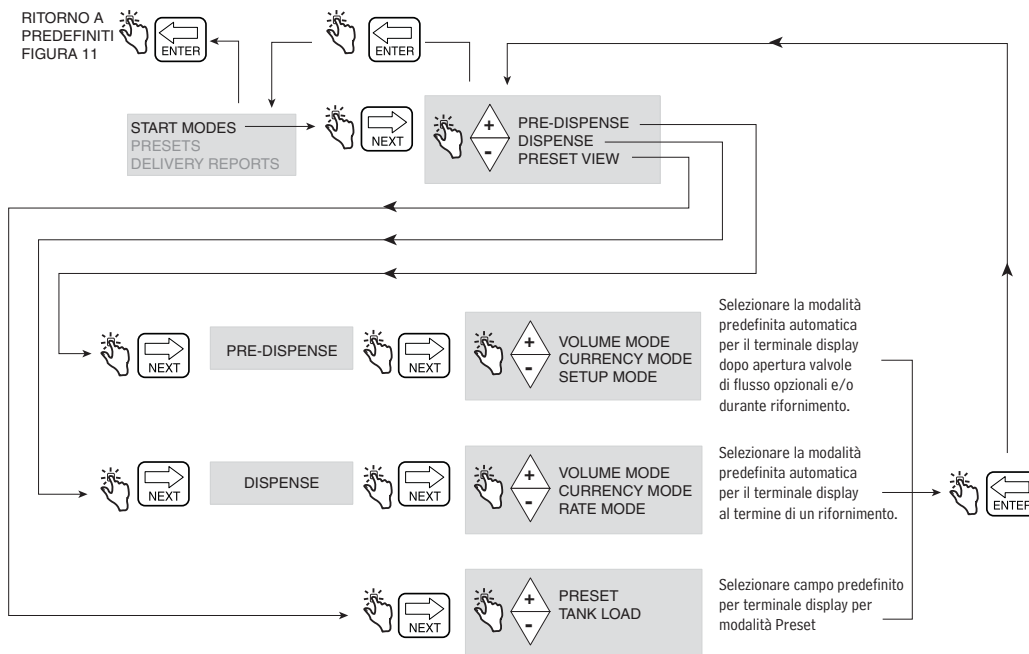 RITORNO A
PREDEFINITI
FIGURA 11
ENTER
ENTER
START MODES
PRESETS
DELIVERY REPORTS
NEXT
+
-
PRE-DISPENSE
DISPENSE
PRESET VIEW
NEXT
PRE-DISPENSE
NEXT
+
-
VOLUME MODE
CURRENCY MODE
SETUP MODE
Selezionare la modalità
predefinita automatica
per il terminale display
dopo apertura valvole
di flusso opzionali e/o
durante rifornimento.
NEXT
DISPENSE
NEXT
+
-
VOLUME MODE
CURRENCY MODE
RATE MODE
Selezionare la modalità
predefinita automatica
per il terminale display
al termine di un rifornimento.
ENTER
NEXT
+
-
PRESET
TANK LOAD
Selezionare campo predefinito
per terminale display per
modalità Preset